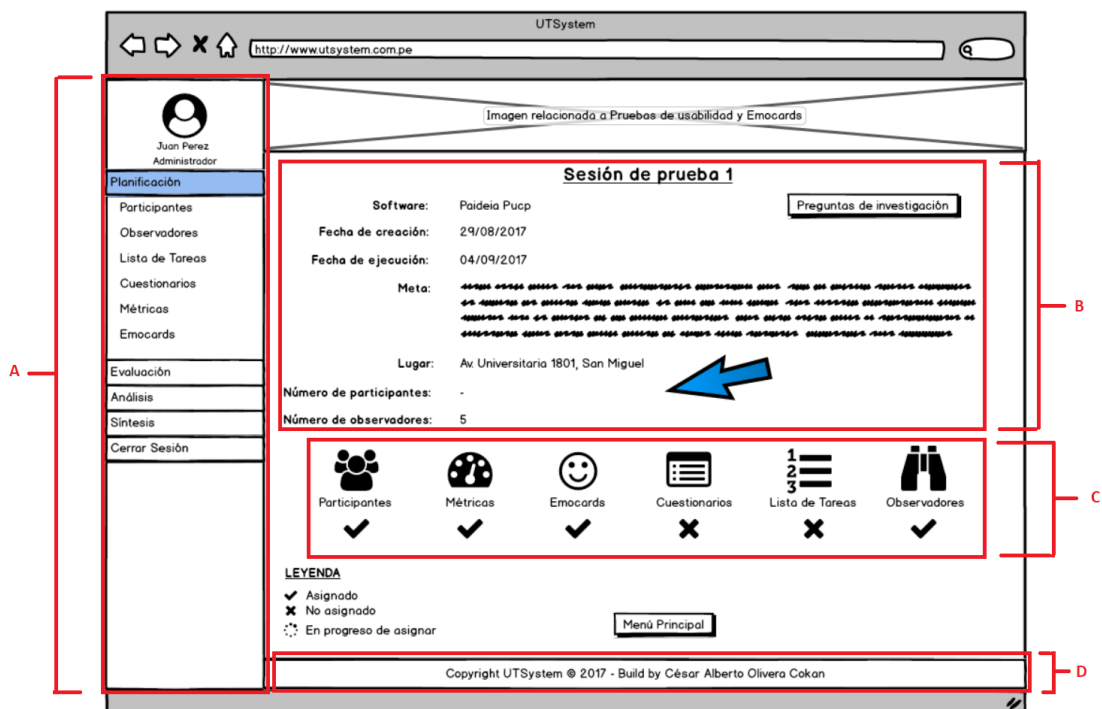 UTSystem
http://www.utsystem.com.pe
Juan Perez
Administrador
Planificación
Participantes
Observadores
Lista de Tareas
Cuestionarios
Métricas
Emocards
Evaluación
Análisis
Síntesis
Cerrar Sesión
A
Imagen relacionada a Pruebas de usabilidad y Emocards
Sesión de prueba 1
Software: Paideia Pucp
Preguntas de investigación
Fecha de creación: 29/08/2017
Fecha de ejecución: 04/09/2017
Meta:
Lugar: Av. Universitaria 1801, San Miguel
Número de participantes: -
Número de observadores: 5
B
1
2
3
Participantes Métricas Emocards Cuestionarios Lista de Tareas Observadores
C
LEYENDA
Asignado
No asignado
En progreso de asignar
Menú Principal
Copyright UTSystem © 2017 - Build by César Alberto Olivera Cokan
D